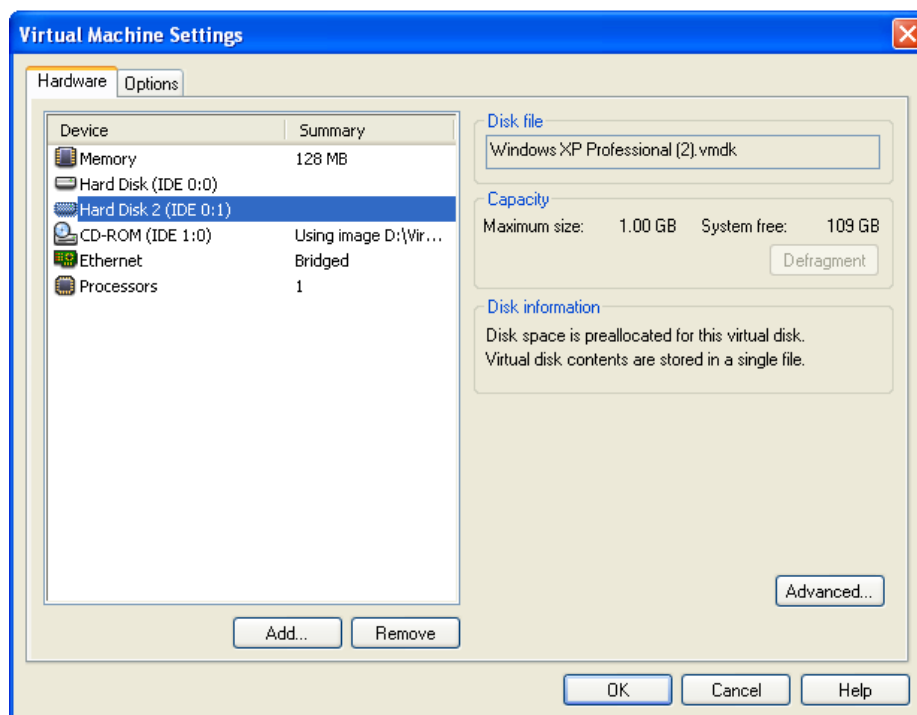 Virtual Machine Settings
Hardware Options
Device Summary
Memory 128 MB
Hard Disk (IDE 0:0)
Hard Disk 2 (IDE 0:1)
CD-ROM (IDE 1:0) Using image D:\Vir...
Ethernet Bridged
Processors 1
Add... Remove
Disk file
Windows XP Professional (2).vmdk
Capacity
Maximum size: 1.00 GB System free: 109 GB
Defragment
Disk information
Disk space is preallocated for this virtual disk.
Virtual disk contents are stored in a single file.
Advanced...
OK Cancel Help